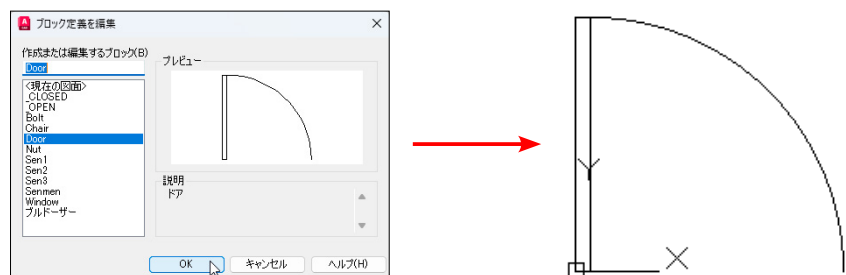 ブロック定義を編集
作成または編集するブロック(B)
Door
<現在の図面>
_CLOSED
_OPEN
Bolt
Chair
Door
Nut
Sen1
Sen2
Sen3
Senmen
Window
ブルドーザー
プレビュー
説明
ドア
OK
キャンセル
ヘルプ(H)
Y
X